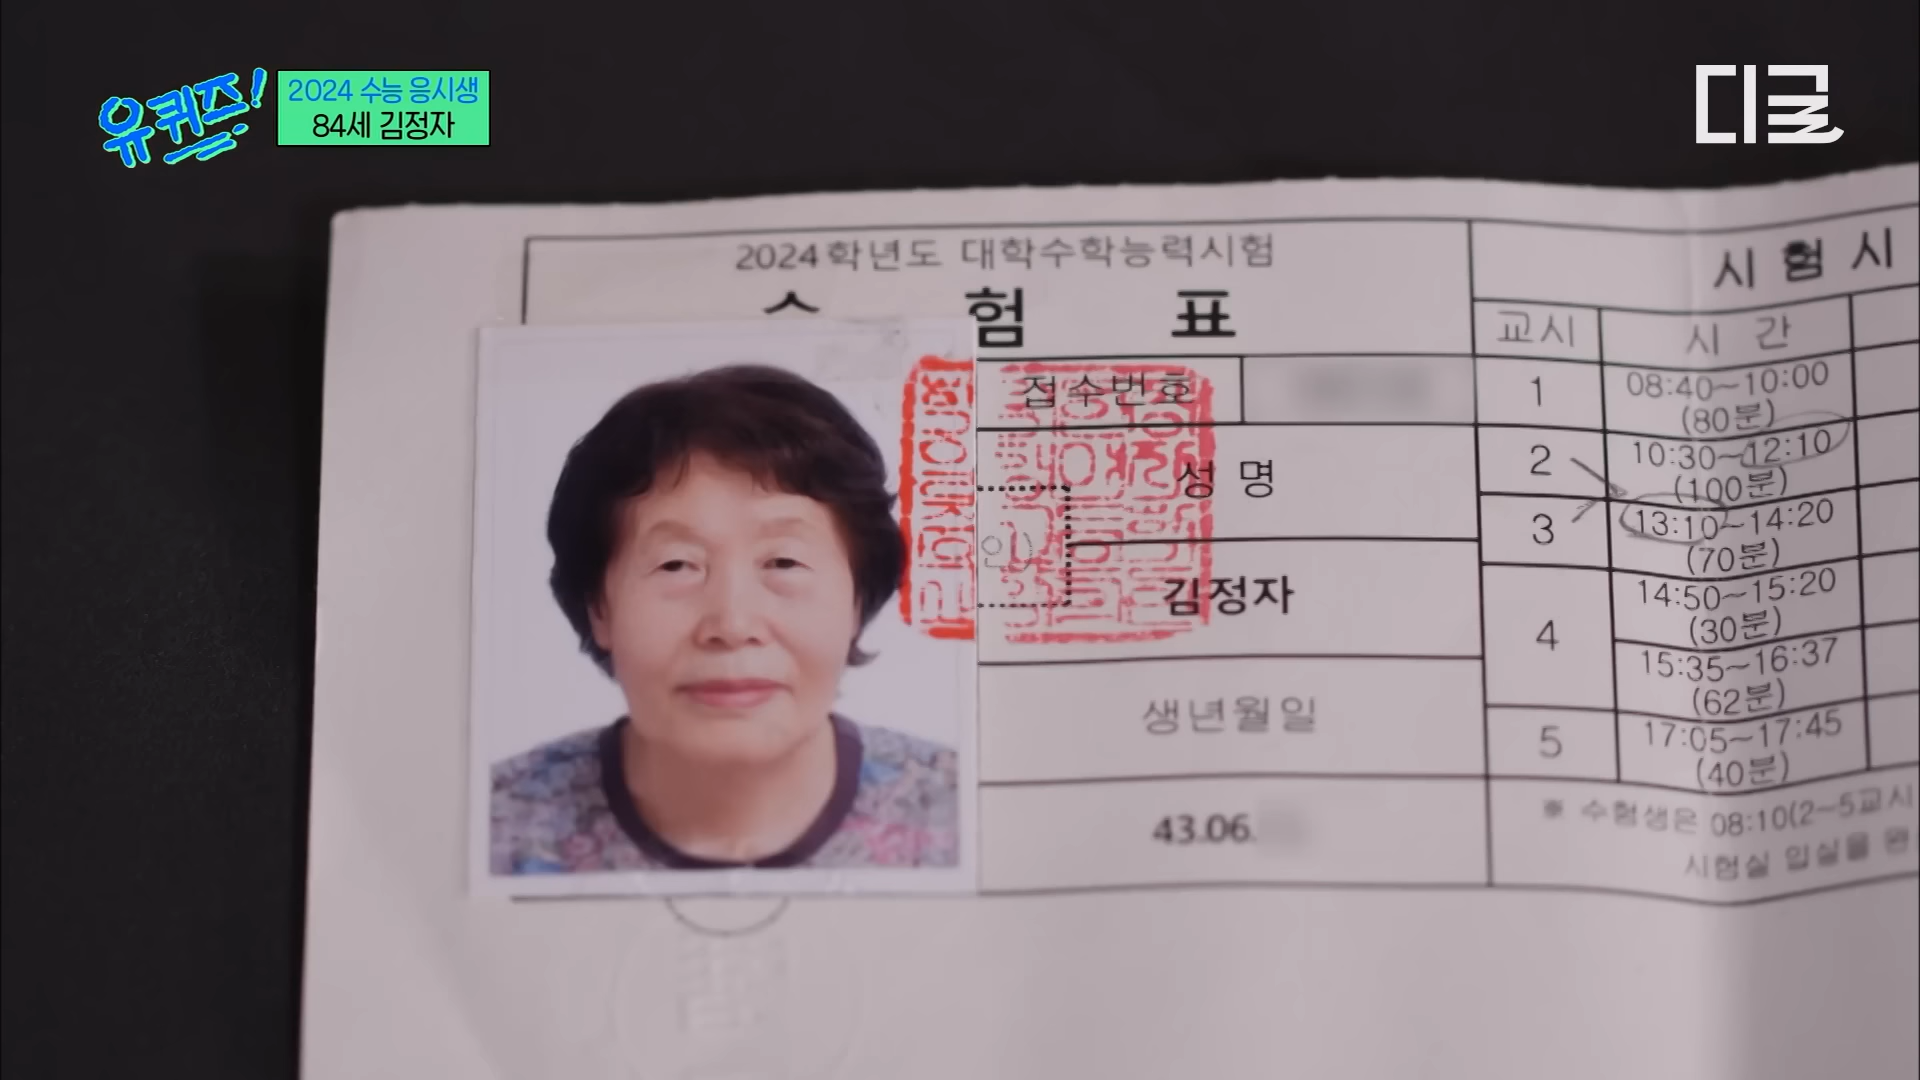 유퀴즈!
2024 수능 응시생
84세 김정자
디글
2024학년도 대학수학능력시험
험 표
접수번호
성 명
인)
김정자
생년월일
43.06.
시 험 시
교시
시 간
1
08:40~10:00
(80분)
2
10:30~12:10
(100분)
3
13:10~14:20
(70분)
4
14:50~15:20
(30분)
15:35~16:37
(62분)
5
17:05~17:45
(40분)
※ 수험생은 08:10(2~5교시
시험실 입실을 완